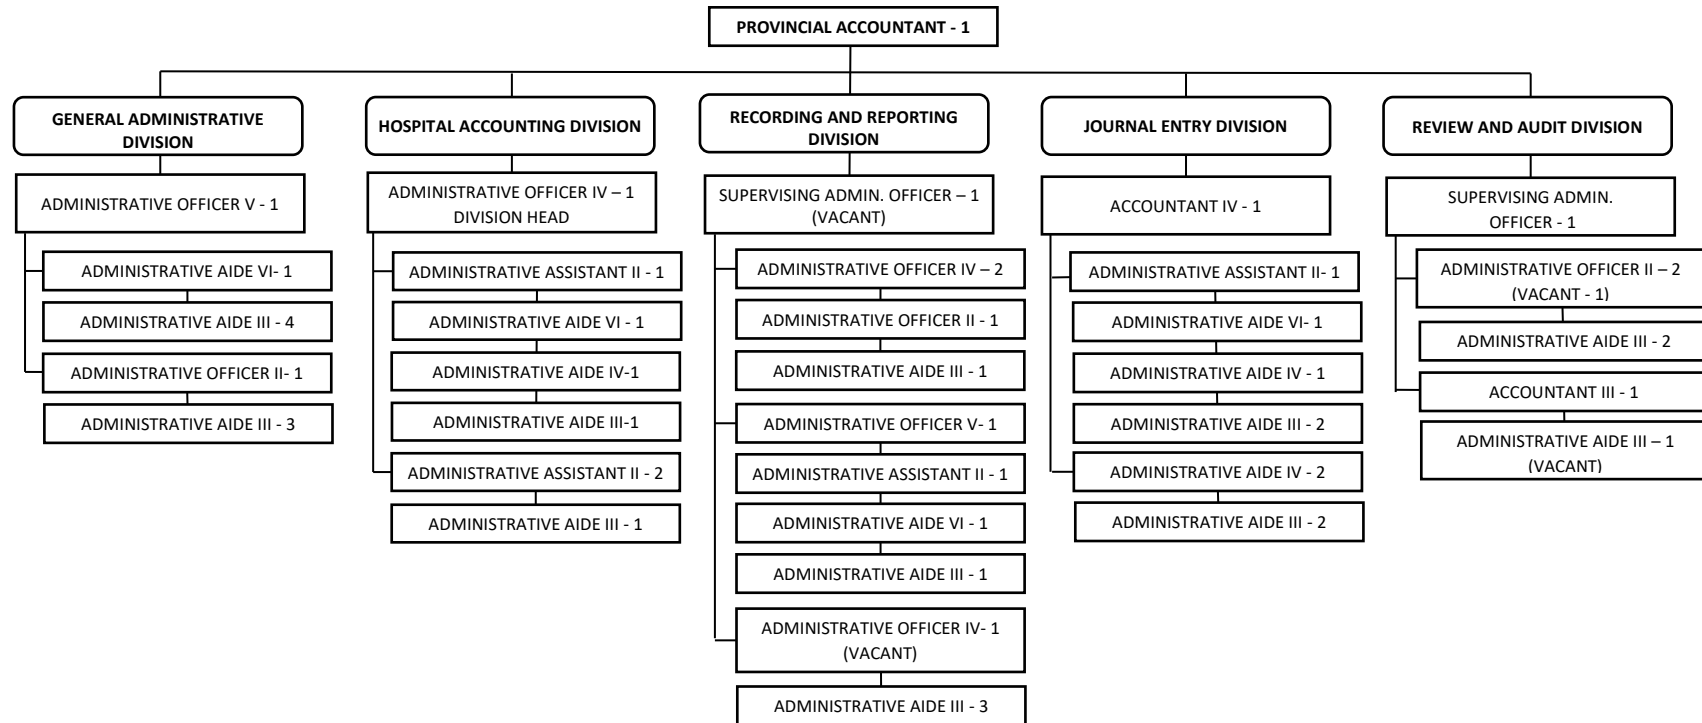 PROVINCIAL ACCOUNTANT - 1
GENERAL ADMINISTRATIVE
DIVISION
ADMINISTRATIVE OFFICER V - 1
ADMINISTRATIVE AIDE VI- 1
ADMINISTRATIVE AIDE III - 4
ADMINISTRATIVE OFFICER II- 1
ADMINISTRATIVE AIDE III - 3
HOSPITAL ACCOUNTING DIVISION
ADMINISTRATIVE OFFICER IV – 1
DIVISION HEAD
ADMINISTRATIVE ASSISTANT II - 1
ADMINISTRATIVE AIDE VI - 1
ADMINISTRATIVE AIDE IV-1
ADMINISTRATIVE AIDE III-1
ADMINISTRATIVE ASSISTANT II - 2
ADMINISTRATIVE AIDE III - 1
RECORDING AND REPORTING
DIVISION
SUPERVISING ADMIN. OFFICER – 1
(VACANT)
ADMINISTRATIVE OFFICER IV – 2
ADMINISTRATIVE OFFICER II - 1
ADMINISTRATIVE AIDE III - 1
ADMINISTRATIVE OFFICER V- 1
ADMINISTRATIVE ASSISTANT II - 1
ADMINISTRATIVE AIDE VI - 1
ADMINISTRATIVE AIDE III - 1
ADMINISTRATIVE OFFICER IV- 1
(VACANT)
ADMINISTRATIVE AIDE III - 3
JOURNAL ENTRY DIVISION
ACCOUNTANT IV - 1
ADMINISTRATIVE ASSISTANT II- 1
ADMINISTRATIVE AIDE VI- 1
ADMINISTRATIVE AIDE IV - 1
ADMINISTRATIVE AIDE III - 2
ADMINISTRATIVE AIDE IV - 2
ADMINISTRATIVE AIDE III - 2
REVIEW AND AUDIT DIVISION
SUPERVISING ADMIN.
OFFICER - 1
ADMINISTRATIVE OFFICER II – 2
(VACANT - 1)
ADMINISTRATIVE AIDE III - 2
ACCOUNTANT III - 1
ADMINISTRATIVE AIDE III – 1
(VACANT)